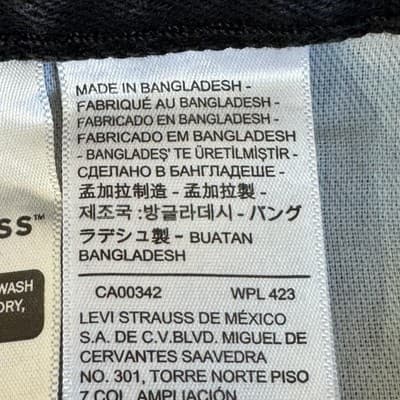 MADE IN BANGLADESH -
FABRIQUÉ AU BANGLADESH -
FABRICADO EN BANGLADESH -
FABRICADO EM BANGLADESH
- BANGLADEŞ' TE ÜRETİLMİŞTİR -
СДЕЛАНО В БАНГЛАДЕШЕ -
孟加拉制造 - 孟加拉製 -
제조국 :방글라데시 - バング
ラデシュ製 - BUATAN
BANGLADESH
CA00342 WPL 423
LEVI STRAUSS DE MÉXICO
S.A. DE C.V.BLVD. MIGUEL DE
CERVANTES SAAVEDRA
NO. 301, TORRE NORTE PISO
7 COL. AMPLIACIÓN
SS™
WASH
DRY,